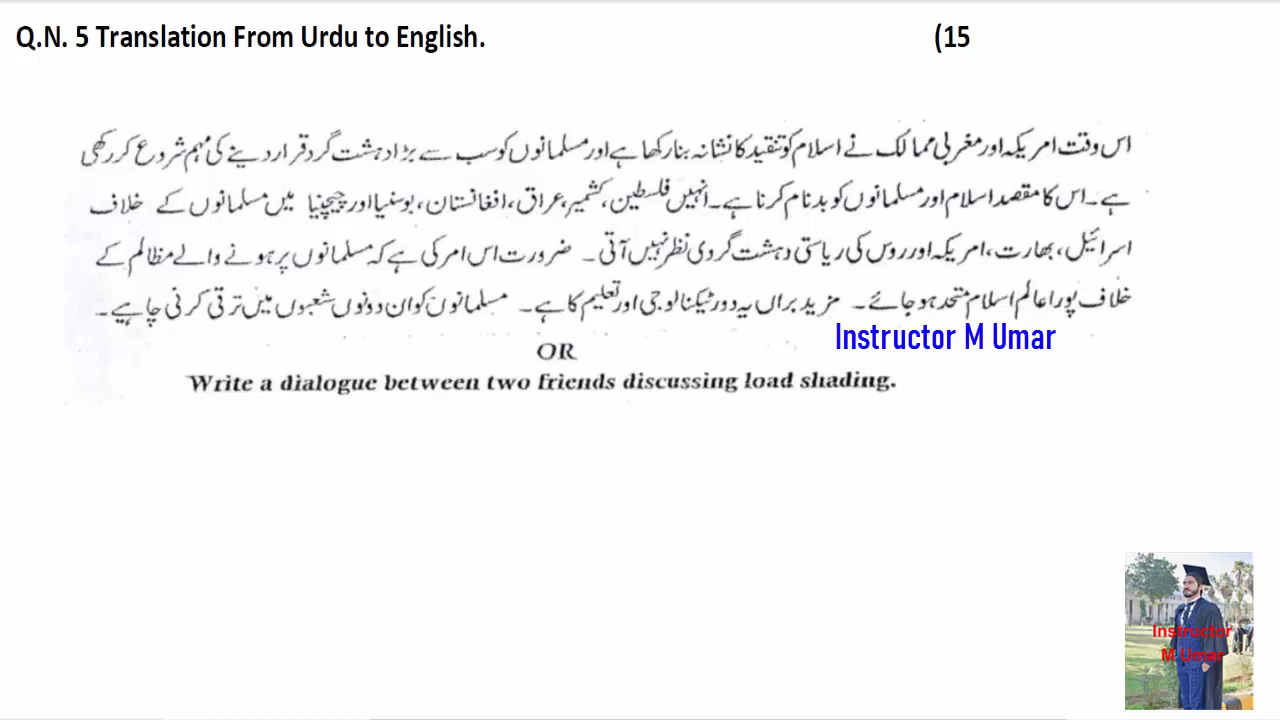 Q.N. 5 Translation From Urdu to English. (15
اس وقت امریکہ اور مغربی ممالک نے اسلام کو تنقید کا نشانہ بنا رکھا ہے اور مسلمانوں کو سب سے بڑا دہشت گرد قرار دینے کی مہم شروع کر رکھی
ہے۔ اس کا مقصد اسلام اور مسلمانوں کو بدنام کرنا ہے۔ انہیں فلسطین، کشمیر، عراق، افغانستان، بوسنیا اور چیچنیا میں مسلمانوں کے خلاف
اسرائیل، بھارت، امریکہ اور روس کی ریاستی دہشت گردی نظر نہیں آتی۔ ضرورت اس امر کی ہے کہ مسلمانوں پر ہونے والے مظالم کے
خلاف پورا عالم اسلام متحد ہو جائے۔ مزید براں یہ دور ٹیکنالوجی اور تعلیم کا ہے۔ مسلمانوں کو ان دونوں شعبوں میں ترقی کرنی چاہیے۔
Instructor M Umar
OR
Write a dialogue between two friends discussing load shading.
Instructor
M Umar